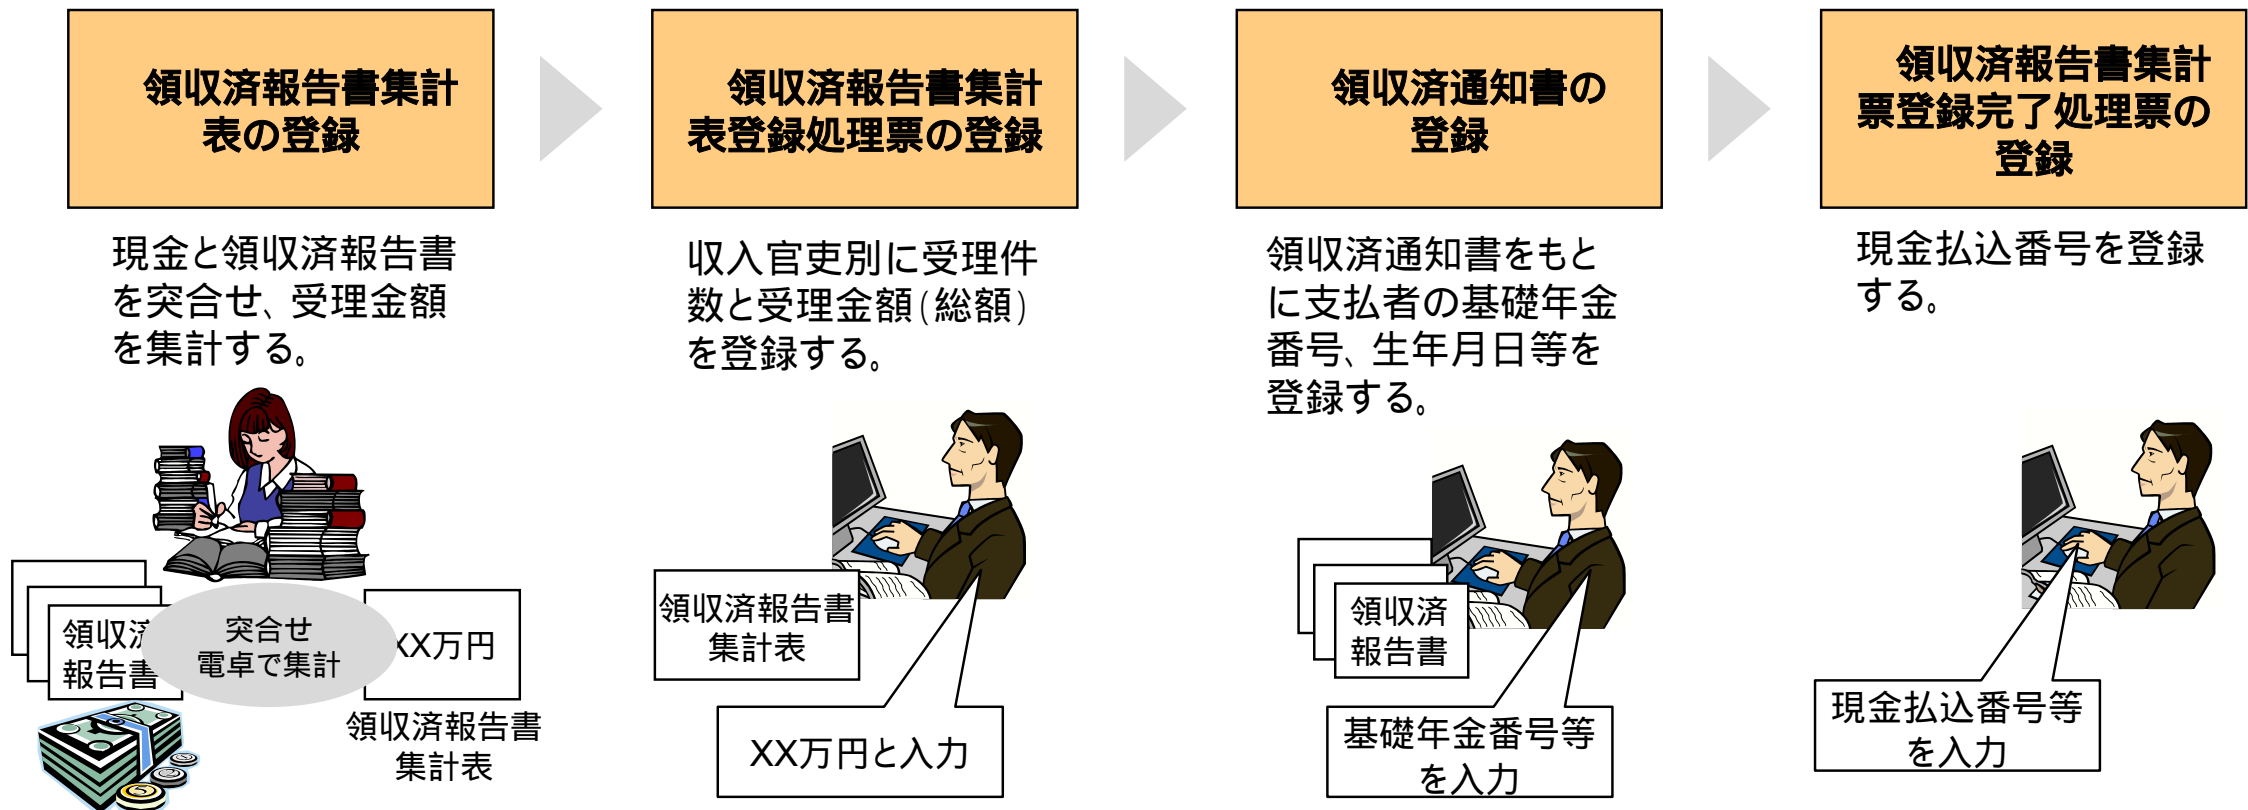 領収済報告書集計
表の登録
領収済報告書集計
表登録処理票の登録
領収済通知書の
登録
領収済報告書集計
票登録完了処理票の
登録
現金と領収済報告書
を突合せ、受理金額
を集計する。
収入官吏別に受理件
数と受理金額(総額)
を登録する。
領収済通知書をもと
に支払者の基礎年金
番号、生年月日等を
登録する。
現金払込番号を登録
する。
領収済
報告書
突合せ
電卓で集計
XX万円
領収済報告書
集計表
領収済報告書
集計表
XX万円と入力
領収済
報告書
基礎年金番号等
を入力
現金払込番号等
を入力